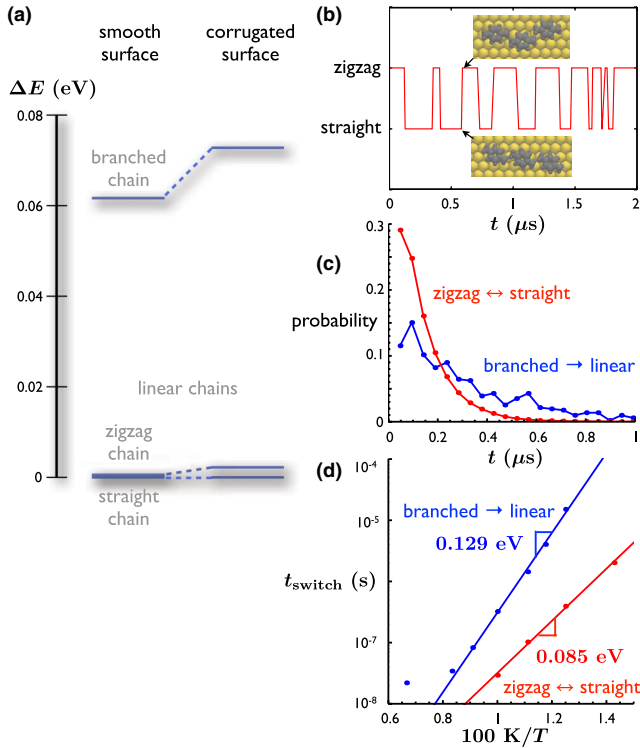 (a)
smooth surface
corrugated surface
ΔE (eV)
0.08
0.06
0.04
0.02
0
branched chain
linear chains
zigzag chain
straight chain
(b)
zigzag
straight
0
0.5
1
1.5
2
t (μs)
(c)
0.3
0.2
0.1
0
probability
zigzag ↔ straight
branched → linear
0
0.2
0.4
0.6
0.8
1
t (μs)
(d)
10⁻⁴
10⁻⁵
10⁻⁷
10⁻⁸
t_switch (s)
branched → linear
0.129 eV
0.085 eV
zigzag ↔ straight
0.6
0.8
1
1.2
1.4
100 K/T